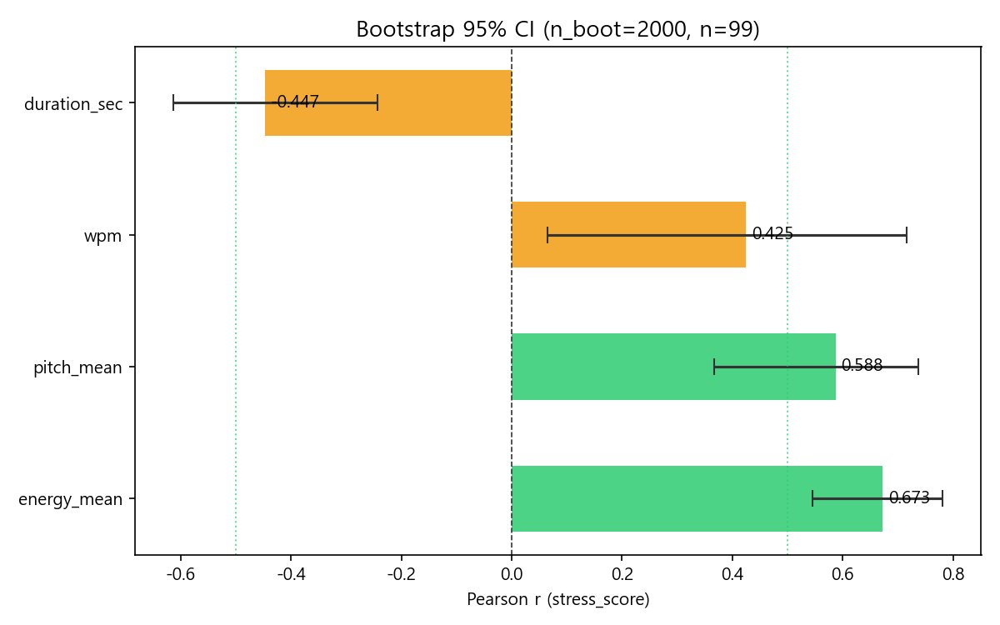 Bootstrap 95% CI (n_boot=2000, n=99)
duration_sec
-0.447
wpm
0.425
pitch_mean
0.588
energy_mean
0.673
-0.6 -0.4 -0.2 0.0 0.2 0.4 0.6 0.8
Pearson r (stress_score)